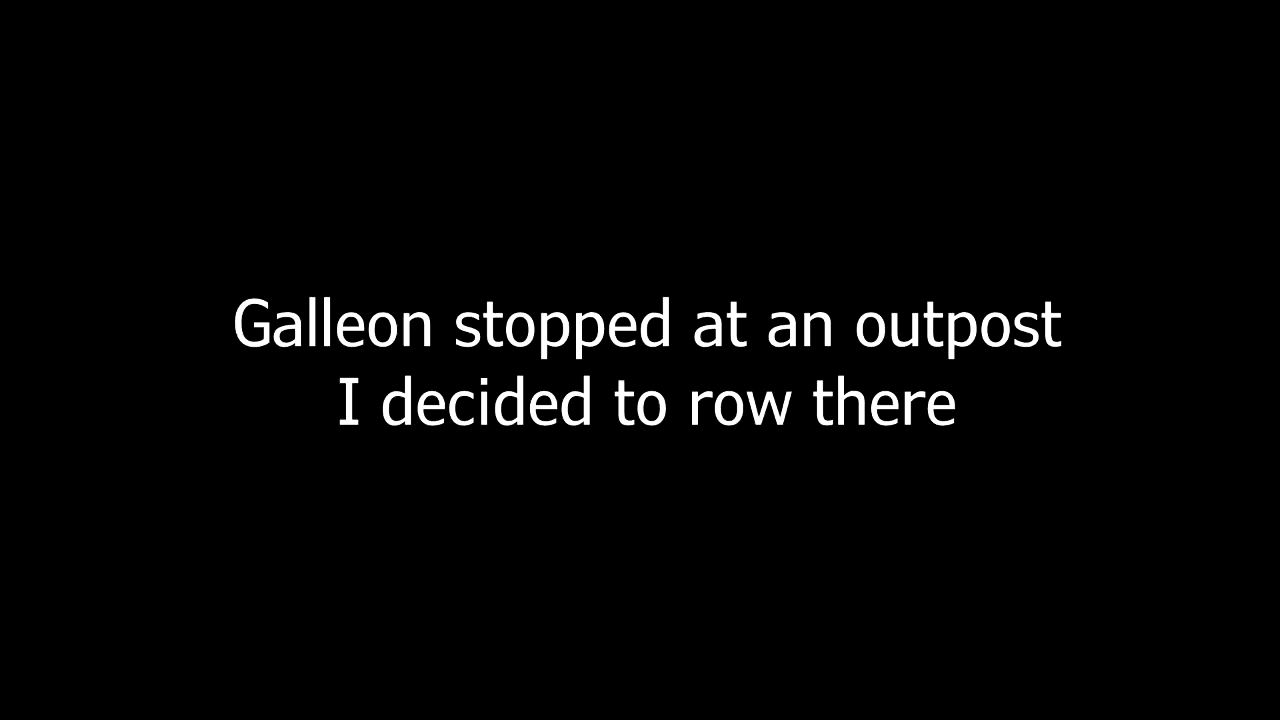 Galleon stopped at an outpost
I decided to row there